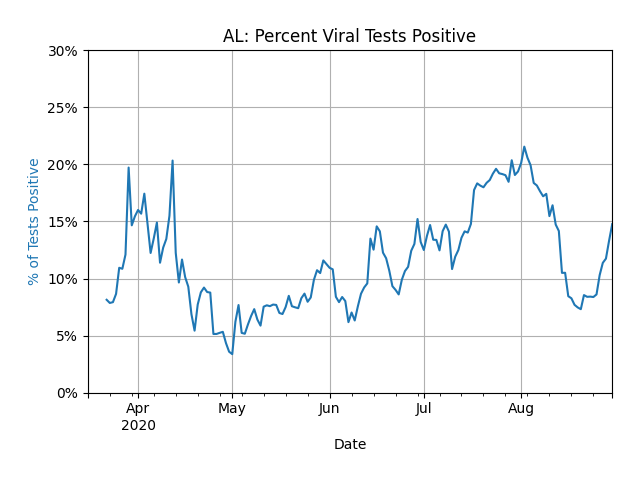 AL: Percent Viral Tests Positive
30%
25%
20%
15%
10%
5%
0%
% of Tests Positive
Apr May Jun Jul Aug
2020
Date